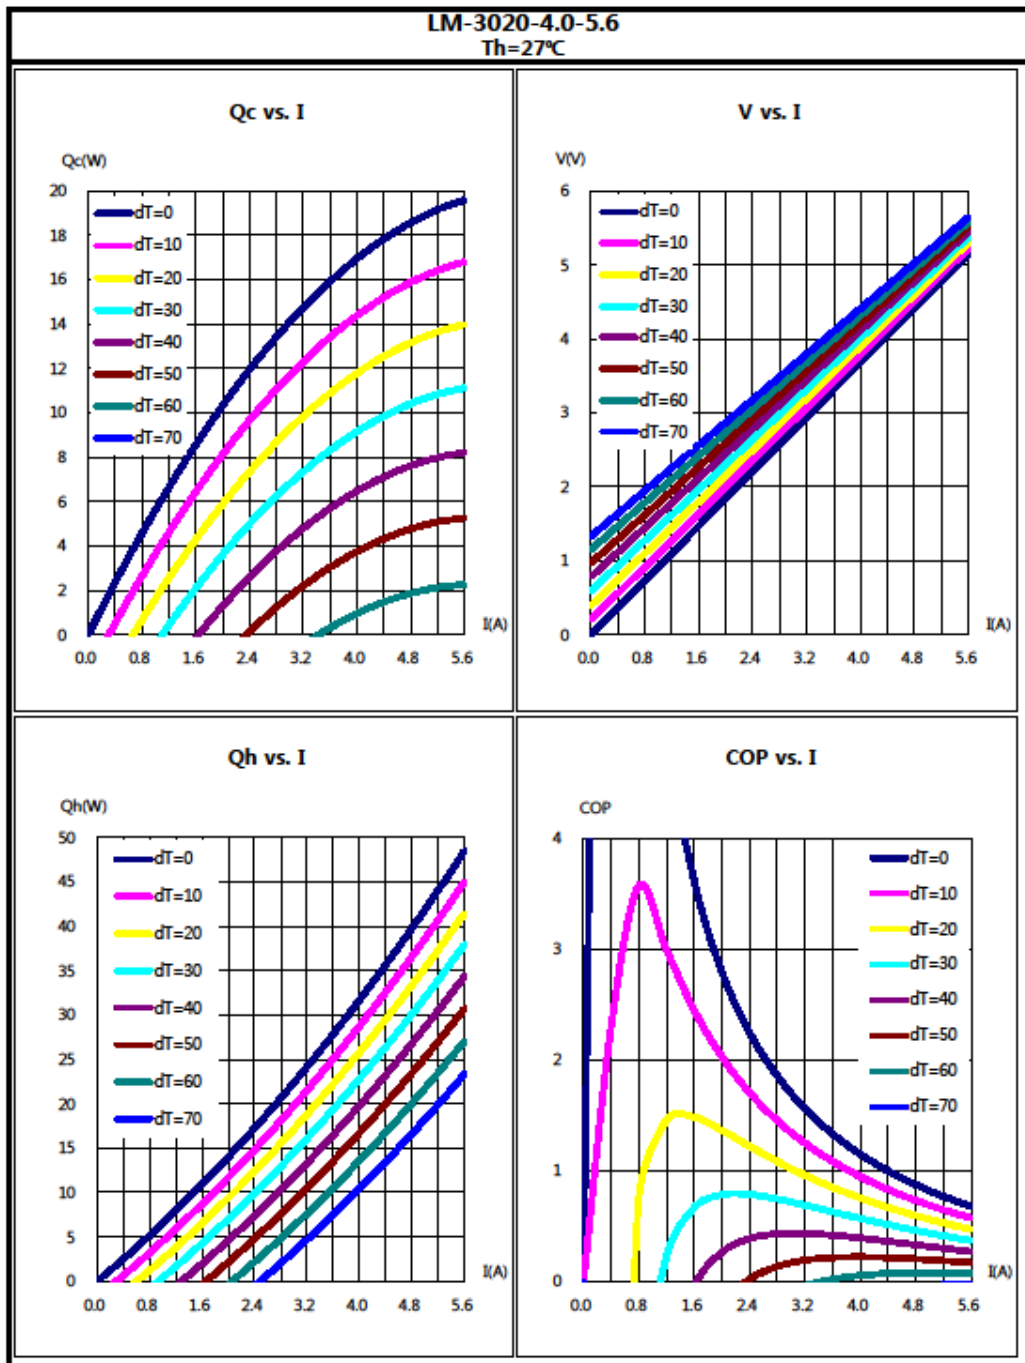 LM-3020-4.0-5.6
Th=27℃
Qc vs. I
Qc(W)
20
18
16
14
12
10
8
6
4
2
0
dT=0
dT=10
dT=20
dT=30
dT=40
dT=50
dT=60
dT=70
I(A)
0.0 0.8 1.6 2.4 3.2 4.0 4.8 5.6
V vs. I
V(V)
6
5
4
3
2
1
0
dT=0
dT=10
dT=20
dT=30
dT=40
dT=50
dT=60
dT=70
I(A)
0.0 0.8 1.6 2.4 3.2 4.0 4.8 5.6
Qh vs. I
Qh(W)
50
45
40
35
30
25
20
15
10
5
0
dT=0
dT=10
dT=20
dT=30
dT=40
dT=50
dT=60
dT=70
I(A)
0.0 0.8 1.6 2.4 3.2 4.0 4.8 5.6
COP vs. I
COP
4
3
2
1
0
dT=0
dT=10
dT=20
dT=30
dT=40
dT=50
dT=60
dT=70
I(A)
0.0 0.8 1.6 2.4 3.2 4.0 4.8 5.6